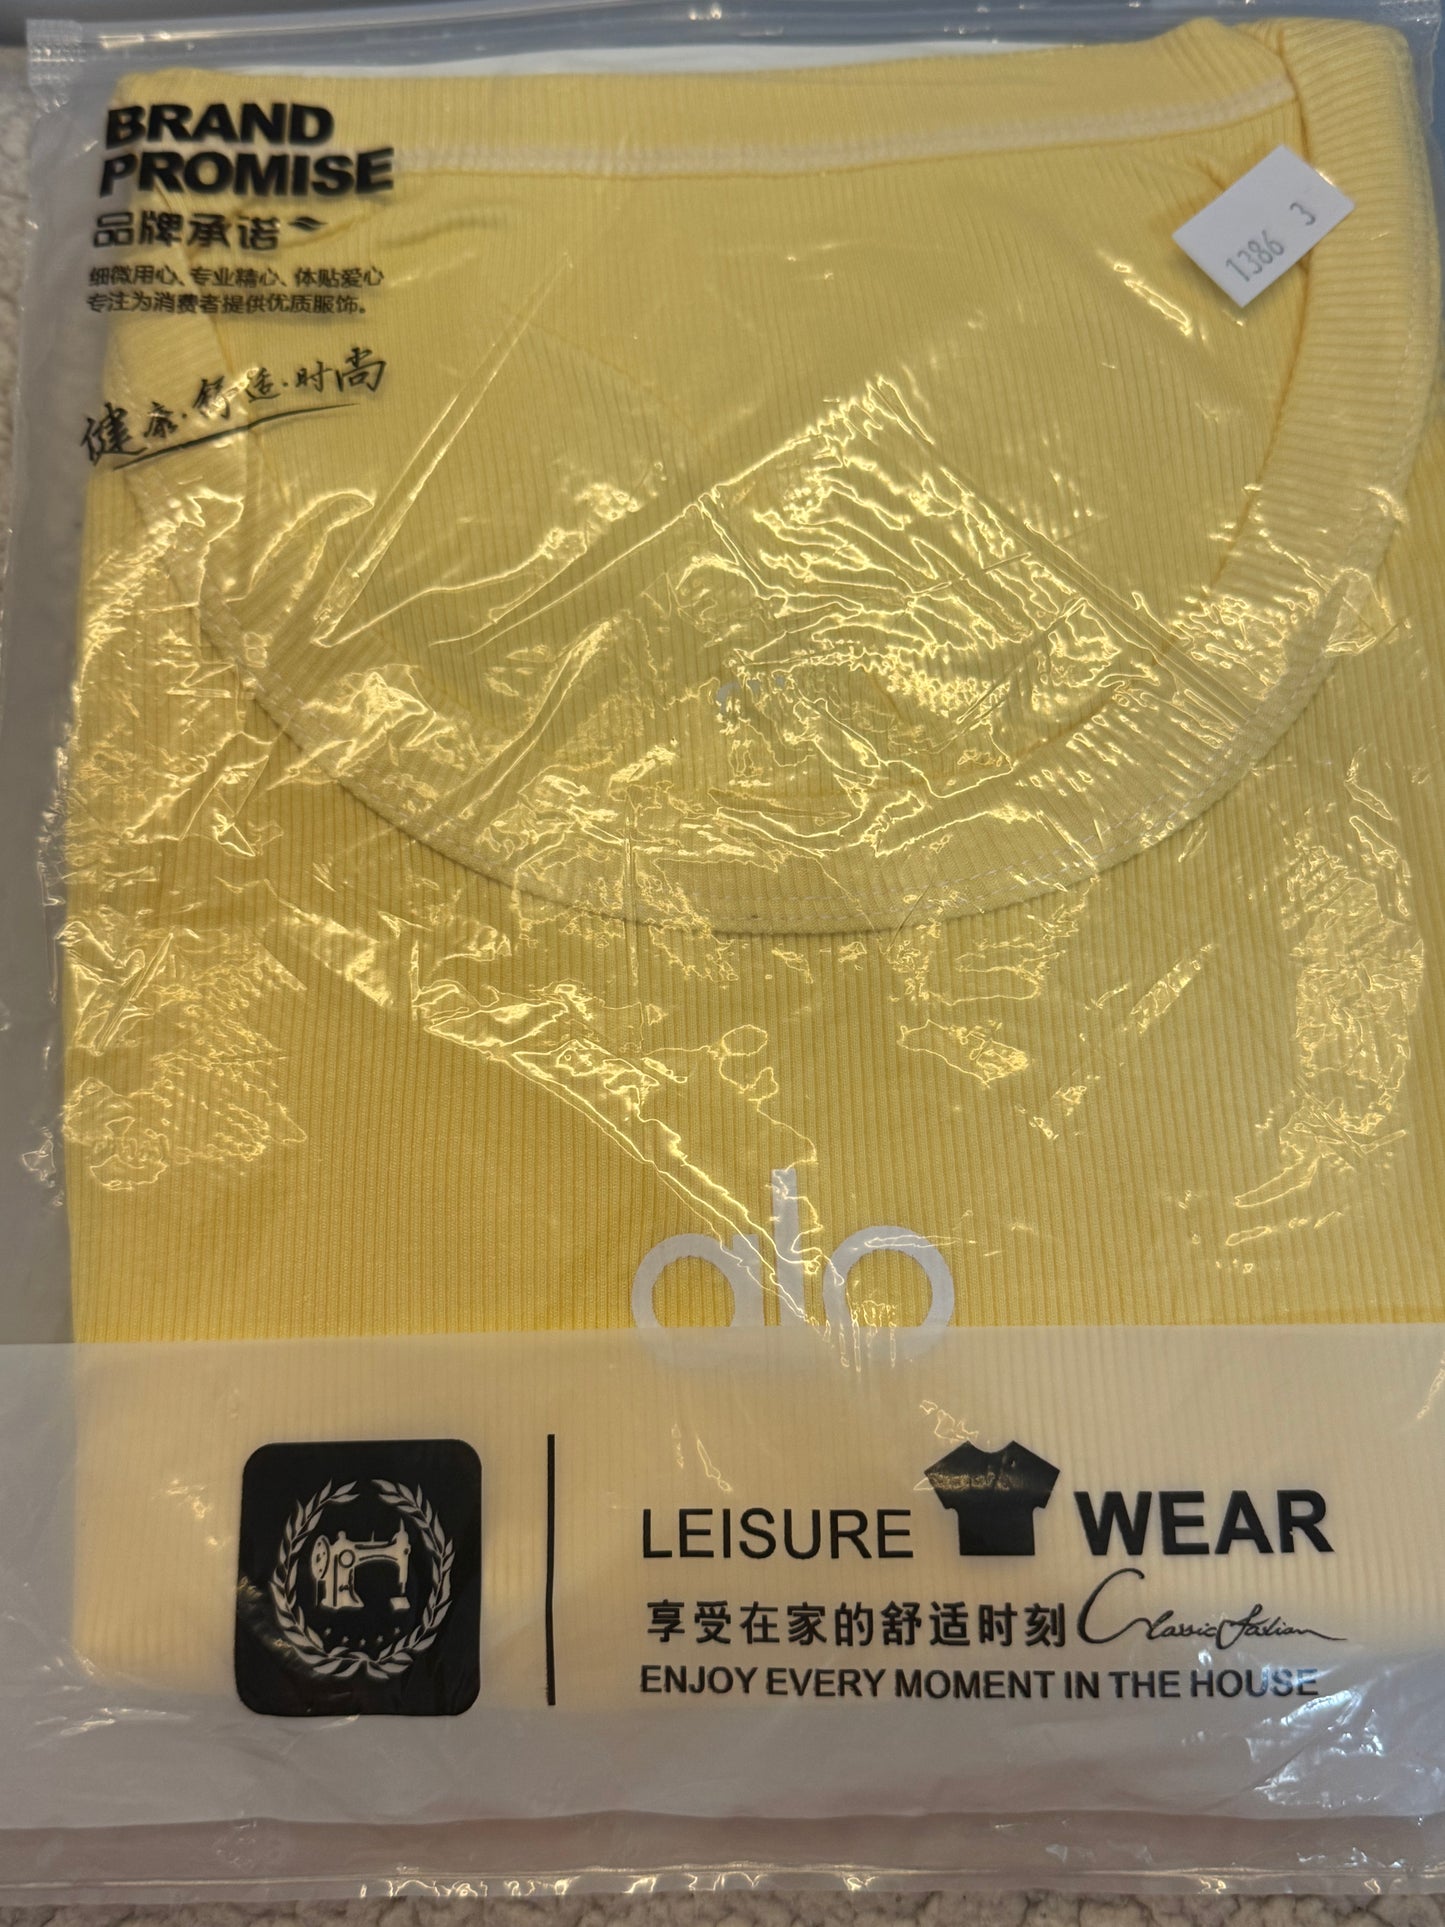 BRAND
PROMISE
品牌承诺
细微用心、专业精心、体贴爱心
专注为消费者提供优质服饰。
健康·舒适·时尚
1386 3
alo
LEISURE WEAR
享受在家的舒适时刻 Classic Fashion
ENJOY EVERY MOMENT IN THE HOUSE